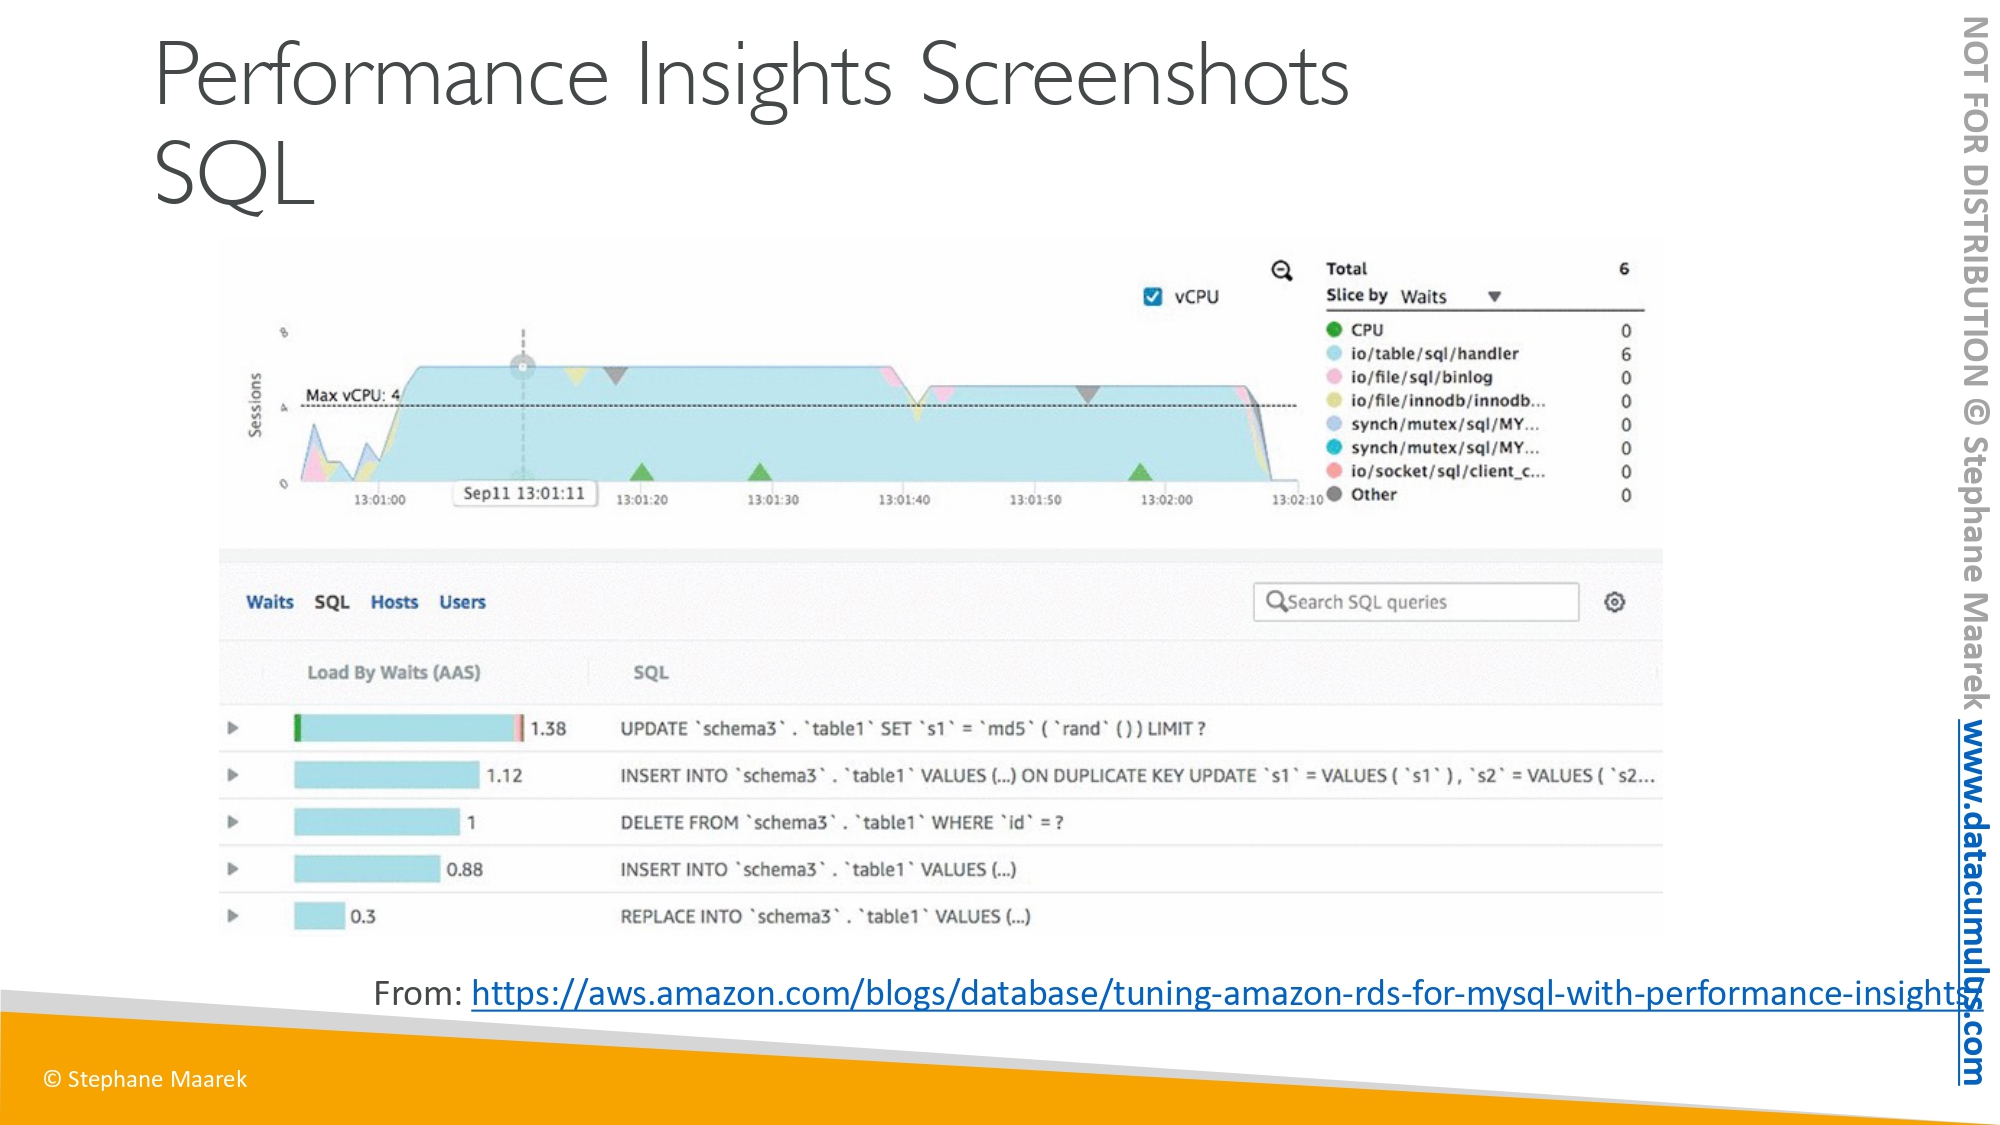 Performance Insights Screenshots
SQL
vCPU
Total 6
Slice by Waits
CPU 0
io/table/sql/handler 6
io/file/sql/binlog 0
io/file/innodb/innodb... 0
synch/mutex/sql/MY... 0
synch/mutex/sql/MY... 0
io/socket/sql/client_c... 0
Other 0
Sessions
8
4
0
Max vCPU: 4
13:01:00
Sep11 13:01:11
13:01:20
13:01:30
13:01:40
13:01:50
13:02:00
13:02:10
Waits SQL Hosts Users
Search SQL queries
Load By Waits (AAS) SQL
1.38 UPDATE `schema3` . `table1` SET `s1` = `md5` ( `rand` ( ) ) LIMIT ?
1.12 INSERT INTO `schema3` . `table1` VALUES (...) ON DUPLICATE KEY UPDATE `s1` = VALUES ( `s1` ) , `s2` = VALUES ( `s2...
1 DELETE FROM `schema3` . `table1` WHERE `id` = ?
0.88 INSERT INTO `schema3` . `table1` VALUES (...)
0.3 REPLACE INTO `schema3` . `table1` VALUES (...)
From: https://aws.amazon.com/blogs/database/tuning-amazon-rds-for-mysql-with-performance-insights/
© Stephane Maarek
NOT FOR DISTRIBUTION © Stephane Maarek www.datacumulus.com